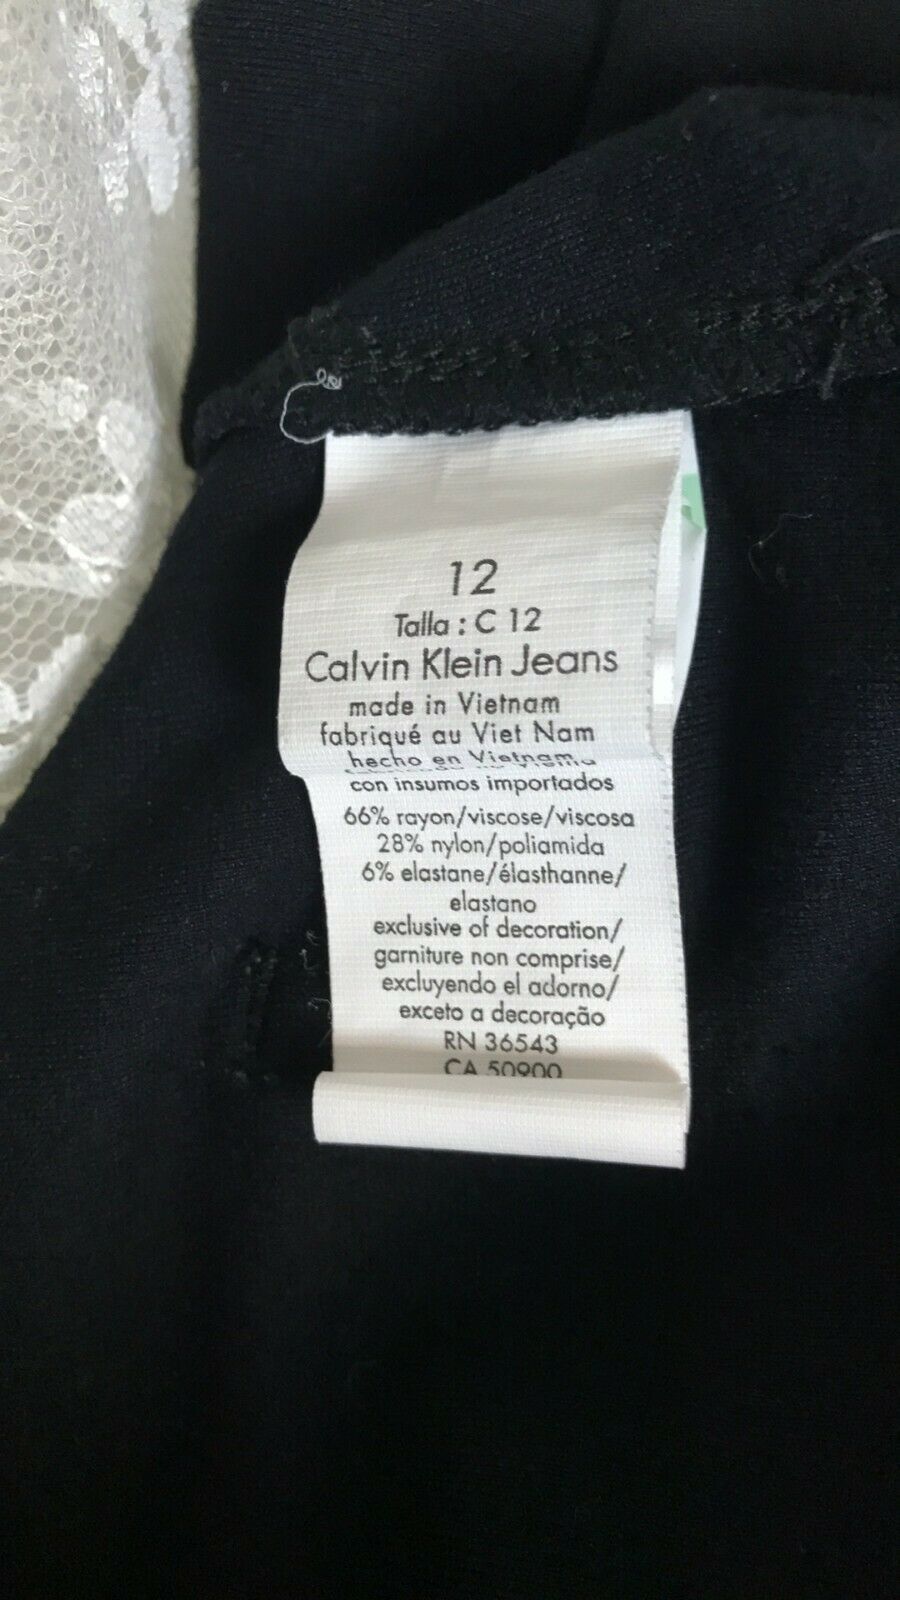 12
Talla : C 12
Calvin Klein Jeans
made in Vietnam
fabriqué au Viet Nam
hecho en Vietnam
con insumos importados
66% rayon/viscose/viscosa
28% nylon/poliamida
6% elastane/élasthanne/
elastano
exclusive of decoration/
garniture non comprise/
excluyendo el adorno/
exceto a decoração
RN 36543
CA 50900